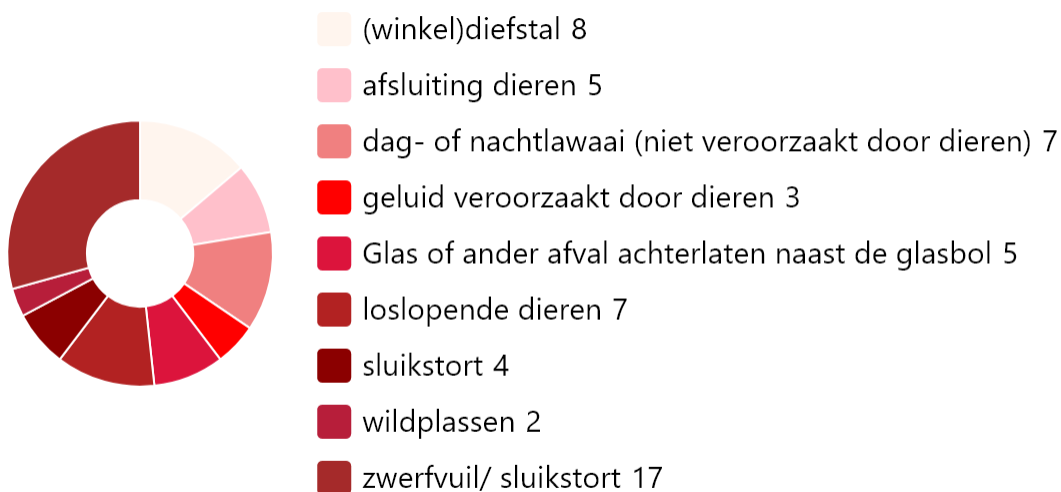 (winkel)diefstal 8
afsluiting dieren 5
dag- of nachtlawaai (niet veroorzaakt door dieren) 7
geluid veroorzaakt door dieren 3
Glas of ander afval achterlaten naast de glasbol 5
loslopende dieren 7
sluikstort 4
wildplassen 2
zwerfvuil/ sluikstort 17